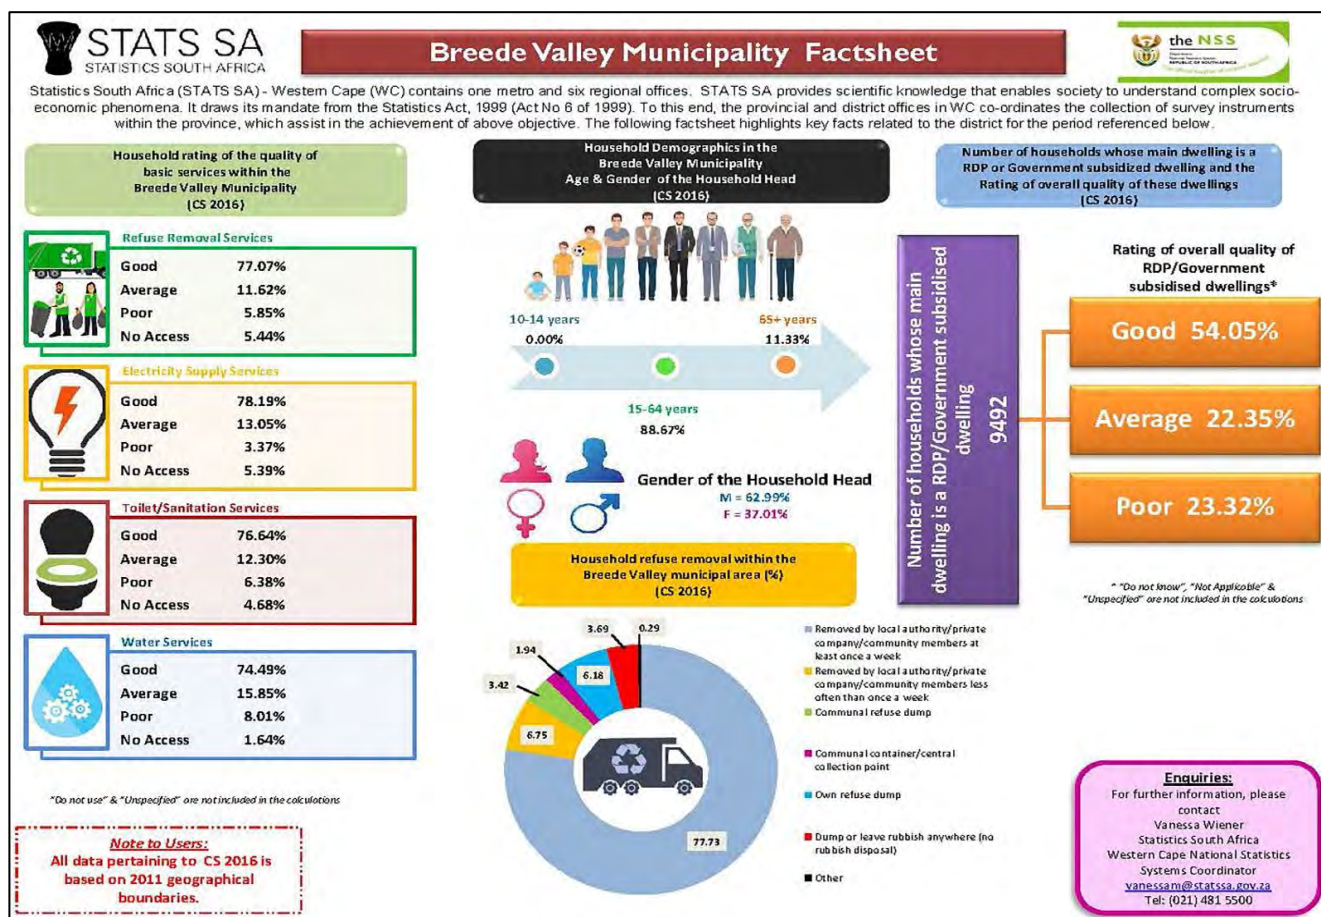 STATS SA
STATISTICS SOUTH AFRICA
Breede Valley Municipality Factsheet
the NSS
REPUBLIC OF SOUTH AFRICA
Statistics South Africa (STATS SA) - Western Cape (WC) contains one metro and six regional offices. STATS SA provides scientific knowledge that enables society to understand complex socio-
economic phenomena. It draws its mandate from the Statistics Act, 1999 (Act No 6 of 1999). To this end, the provincial and district offices in WC co-ordinates the collection of survey instruments
within the province, which assist in the achievement of above objective. The following factsheet highlights key facts related to the district for the period referenced below.
Household rating of the quality of
basic services within the
Breede Valley Municipality
(CS 2016)
Refuse Removal Services
Good 77.07%
Average 11.62%
Poor 5.85%
No Access 5.44%
Electricity Supply Services
Good 78.19%
Average 13.05%
Poor 3.37%
No Access 5.39%
Toilet/Sanitation Services
Good 76.64%
Average 12.30%
Poor 6.38%
No Access 4.68%
Water Services
Good 74.49%
Average 15.85%
Poor 8.01%
No Access 1.64%
"Do not use" & "Unspecified" are not included in the calculations
Note to Users:
All data pertaining to CS 2016 is
based on 2011 geographical
boundaries.
Household Demographics in the
Breede Valley Municipality
Age & Gender of the Household Head
(CS 2016)
10-14 years
0.00%
65+ years
11.33%
15-64 years
88.67%
Gender of the Household Head
M = 62.99%
F = 37.01%
Household refuse removal within the
Breede Valley municipal area (%)
(CS 2016)
3.69
0.29
1.94
6.18
3.42
6.75
77.73
Removed by local authority/private
company/community members at
least once a week
Removed by local authority/private
company/community members less
often than once a week
Communal refuse dump
Communal container/central
collection point
Own refuse dump
Dump or leave rubbish anywhere (no
rubbish disposal)
Other
Number of households whose main dwelling is a
RDP or Government subsidized dwelling and the
Rating of overall quality of these dwellings
(CS 2016)
Number of households whose main
dwelling is a RDP/Government subsidised
dwelling
9492
Rating of overall quality of
RDP/Government
subsidised dwellings*
Good 54.05%
Average 22.35%
Poor 23.32%
* "Do not know", "Not Applicable" &
"Unspecified" are not included in the calculations
Enquiries:
For further information, please
contact
Vanessa Wiener
Statistics South Africa
Western Cape National Statistics
Systems Coordinator
vanessam@statssa.gov.za
Tel: (021) 481 5500